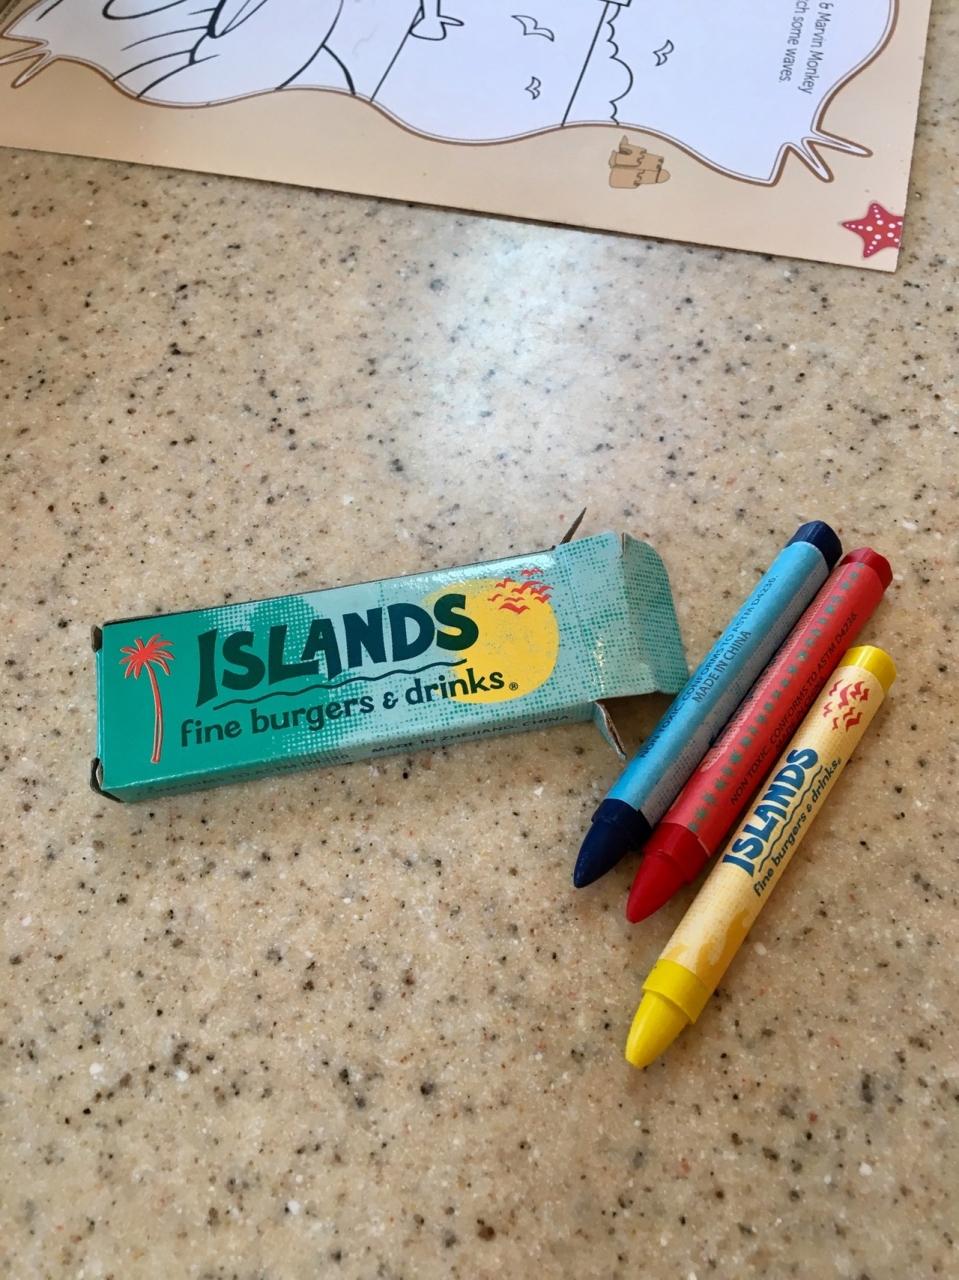 & Marvin Monkey
ch some waves.
ISLANDS
fine burgers & drinks®
MADE IN ZHEJIANG, CHINA
NON TOXIC CONFORMS TO ASTM D4236
MADE IN CHINA
NON TOXIC CONFORMS TO ASTM D4236
ISLANDS
fine burgers & drinks®